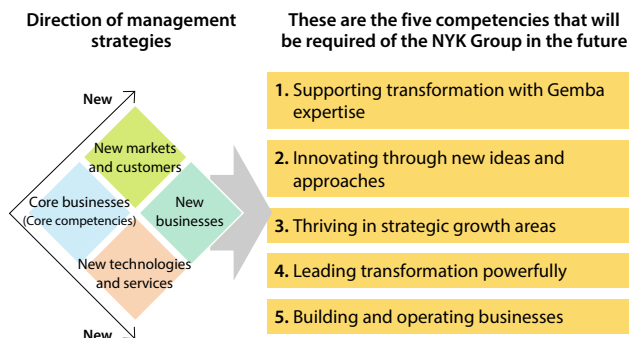 Direction of management
strategies
New
New markets
and customers
Core businesses
(Core competencies)
New
businesses
New technologies
and services
New
These are the five competencies that will
be required of the NYK Group in the future
1. Supporting transformation with Gemba
expertise
2. Innovating through new ideas and
approaches
3. Thriving in strategic growth areas
4. Leading transformation powerfully
5. Building and operating businesses